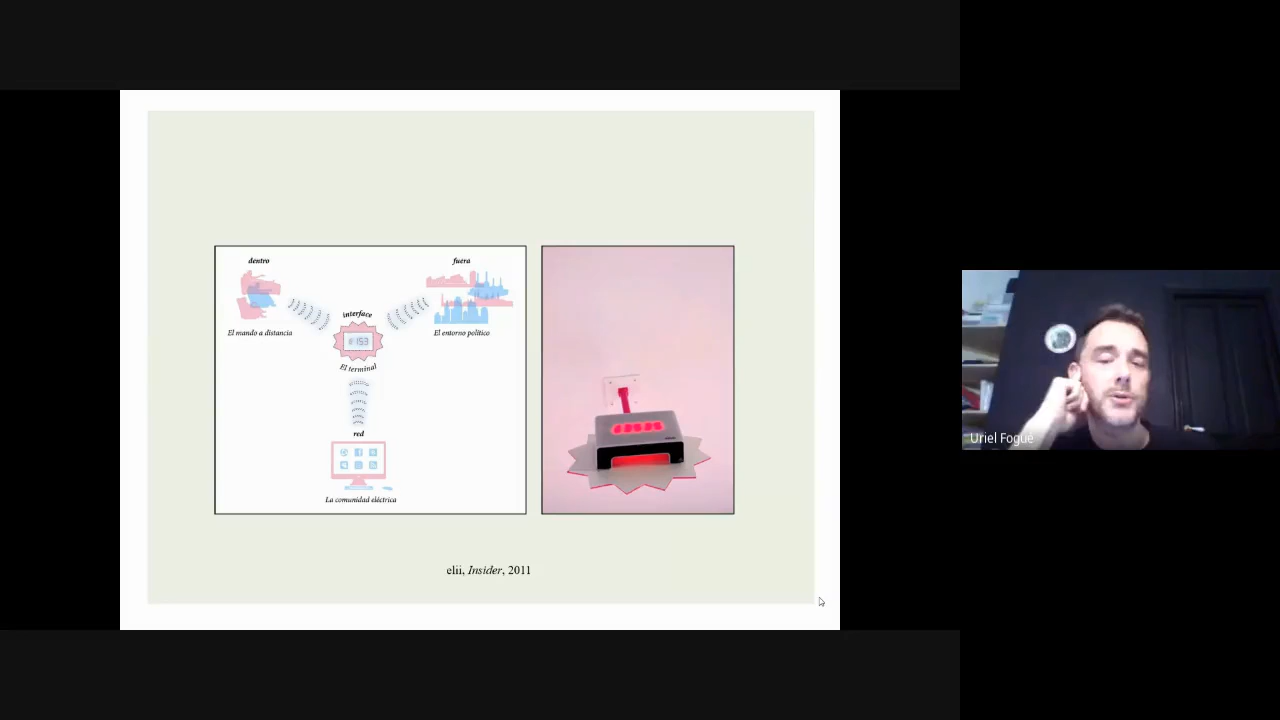 dentro
fuera
El mando a distancia
interface
El entorno político
153
El terminal
red
La comunidad eléctrica
elii, Insider, 2011
Uriel Fogué